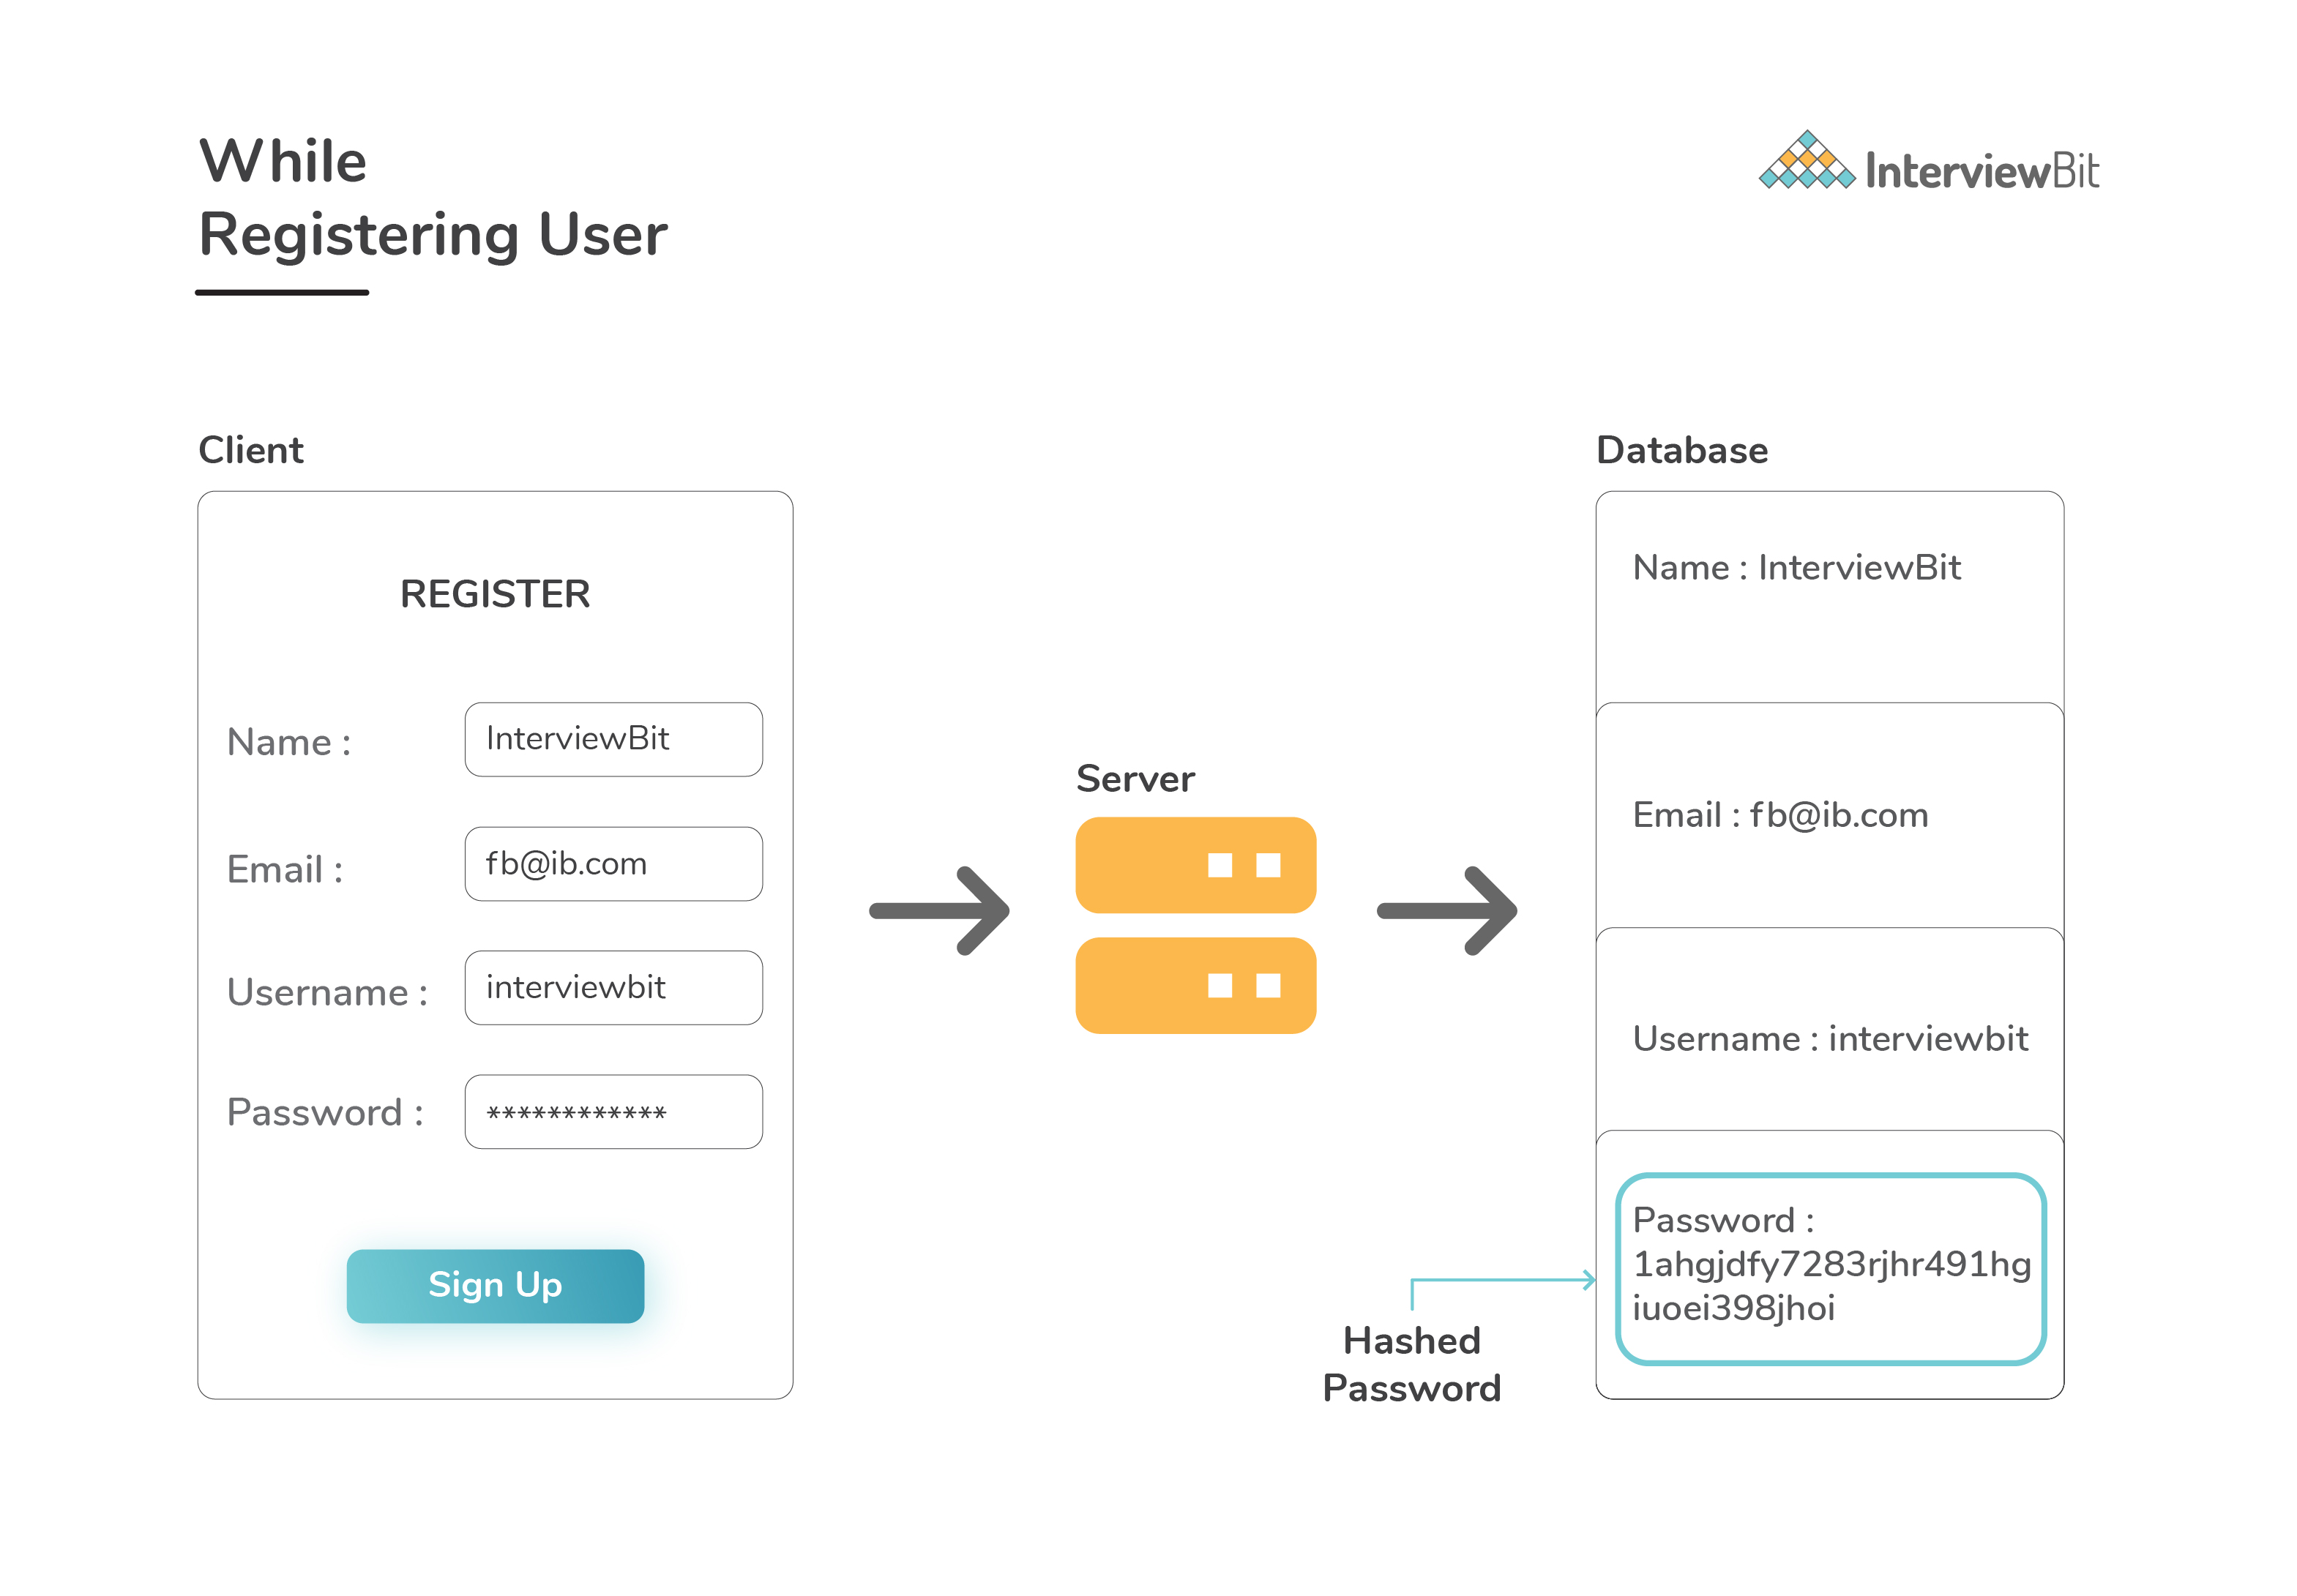 While
Registering User
InterviewBit
Client
REGISTER
Name :
InterviewBit
Email :
fb@ib.com
Username :
interviewbit
Password :
************
Sign Up
Server
Database
Name : InterviewBit
Email : fb@ib.com
Username : interviewbit
Password :
1ahgjdfy7283rjhr491hg
iuoei398jhoi
Hashed
Password